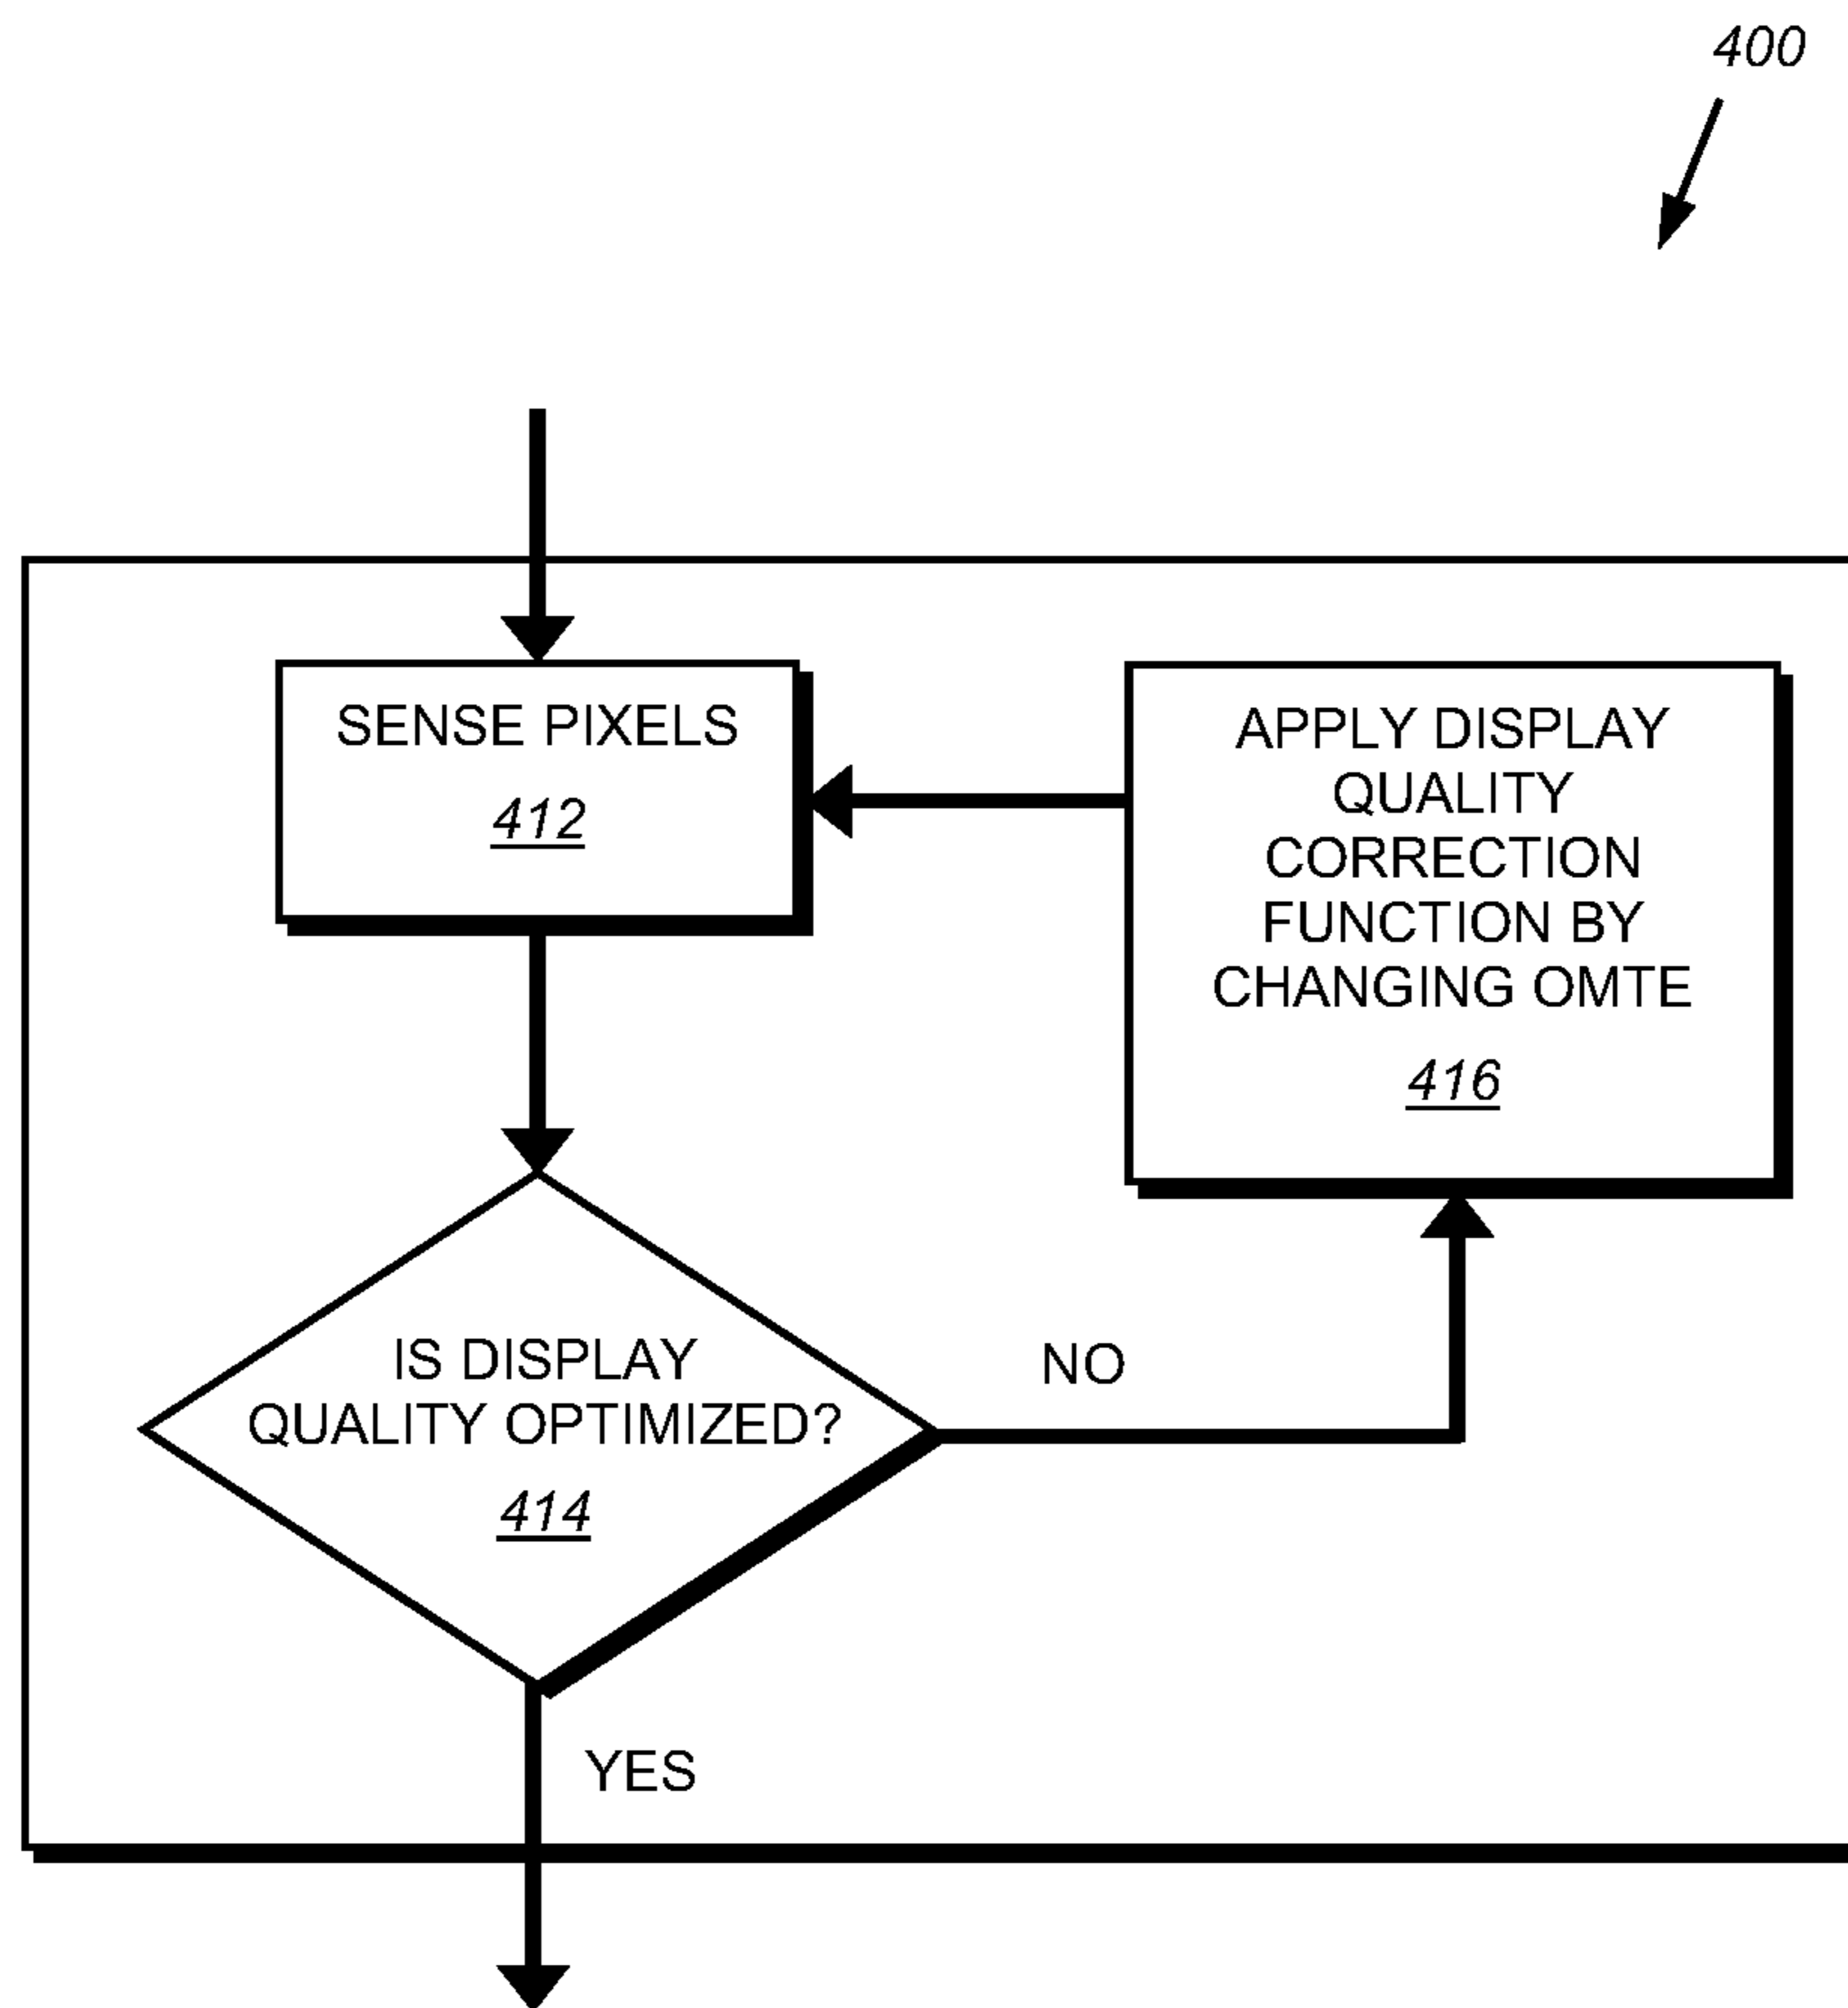 400
SENSE PIXELS
412
APPLY DISPLAY
QUALITY
CORRECTION
FUNCTION BY
CHANGING OMTE
416
IS DISPLAY
QUALITY OPTIMIZED?
414
NO
YES